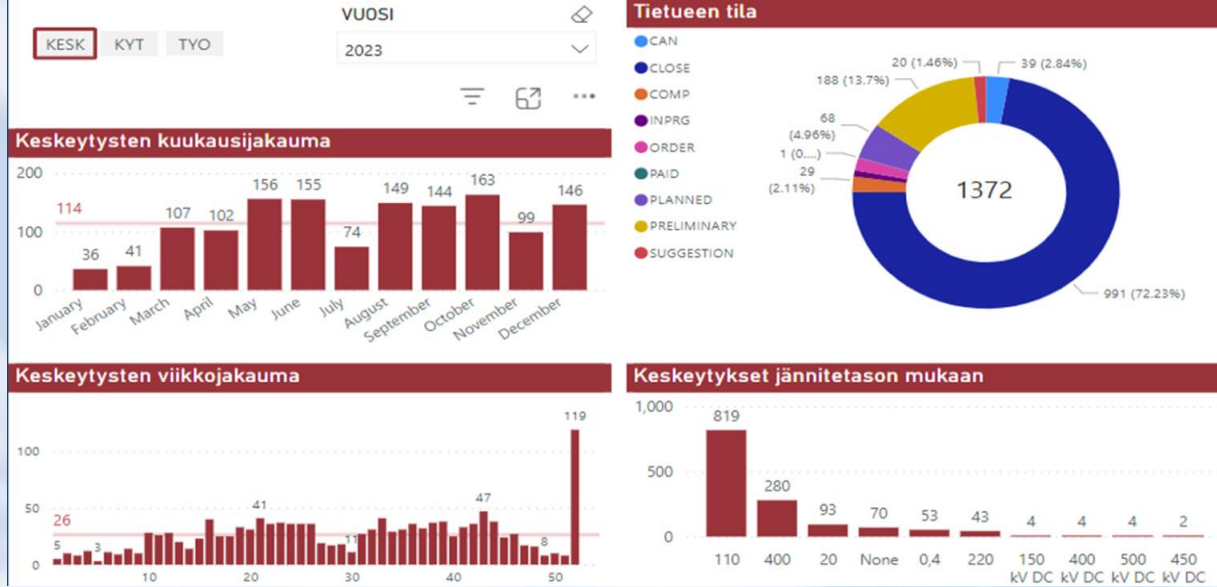 VUOSI
KESK KYT TYO
2023
Keskeytysten kuukausijakauma
200
100
0
114
36
41
107
102
156
155
74
149
144
163
99
146
January
February
March
April
May
June
July
August
September
October
November
December
Tietueen tila
CAN
CLOSE
COMP
INPRG
ORDER
PAID
PLANNED
PRELIMINARY
SUGGESTION
20 (1.46%)
39 (2.84%)
188 (13.7%)
68
(4.96%)
1 (0....)
29
(2.11%)
1372
991 (72.23%)
Keskeytysten viikkojakauma
100
50
0
26
5
3
41
11
47
8
119
10 20 30 40 50
Keskeytykset jännitetason mukaan
1,000
500
0
819
280
93
70
53
43
4
4
4
2
110 400 20 None 0,4 220 150 400 500 450
kV DC kV DC kV DC kV DC